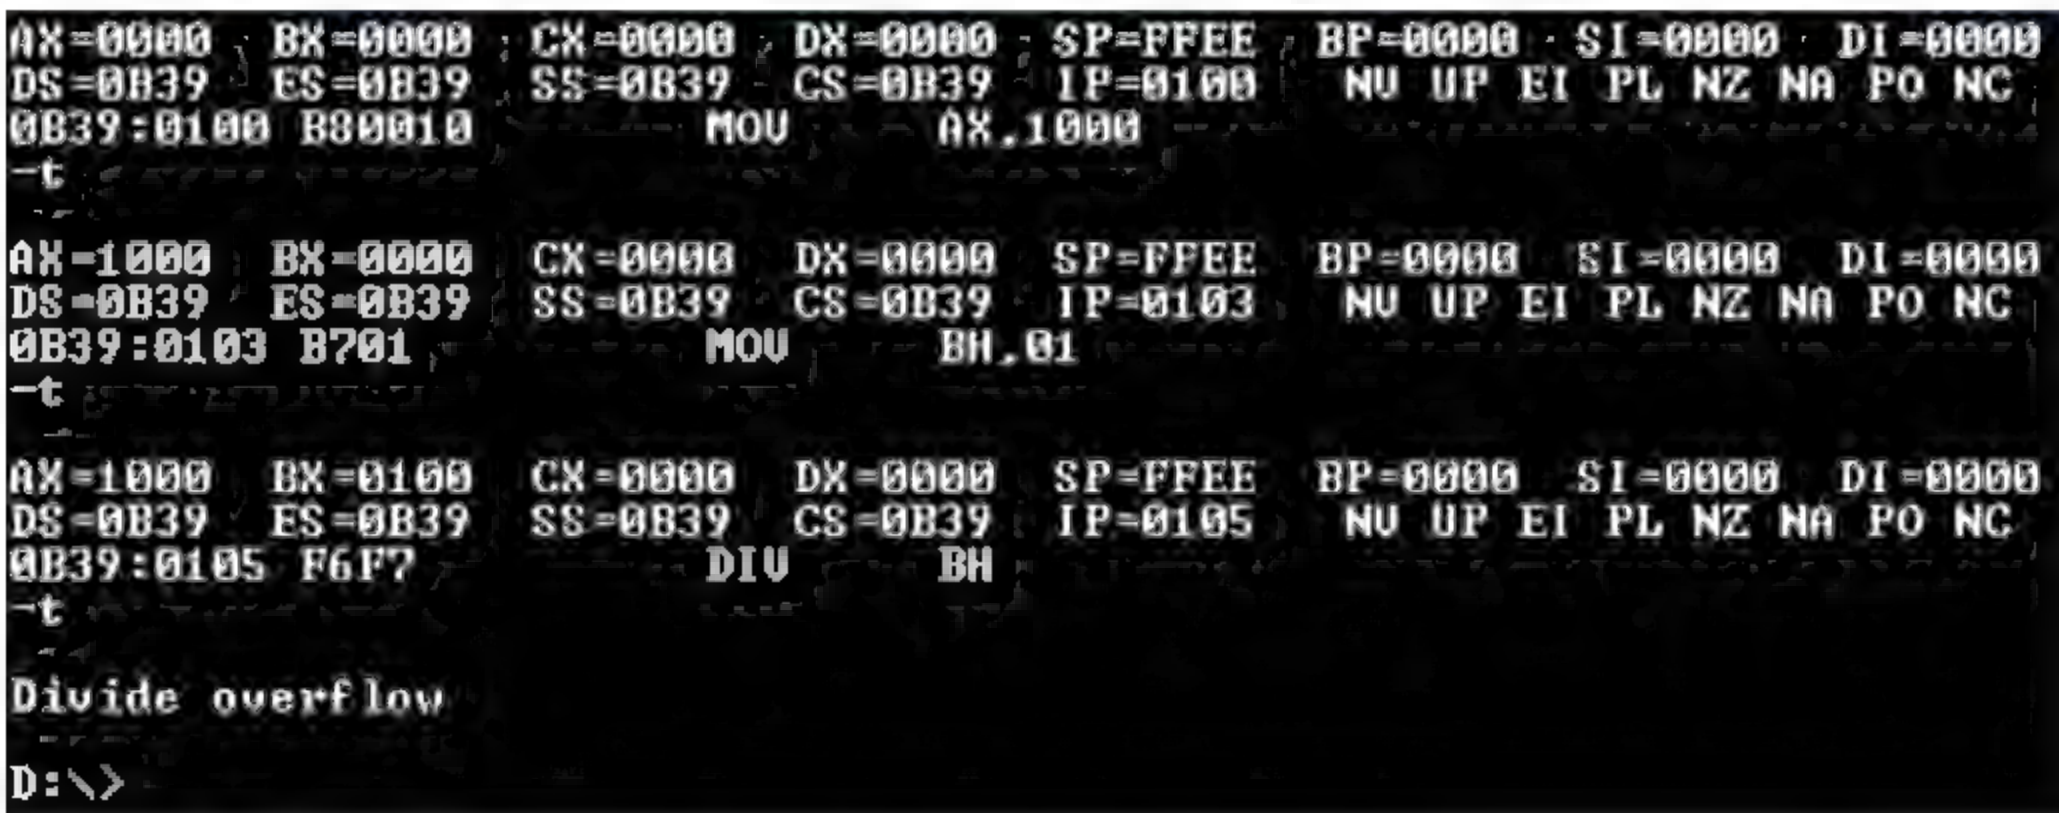 AX=0000 BX=0000 CX=0000 DX=0000 SP=FFEE BP=0000 SI=0000 DI=0000
DS=0B39 ES=0B39 SS=0B39 CS=0B39 IP=0100 NV UP EI PL NZ NA PO NC
0B39:0100 B80010 MOV AX,1000
-t
AX=1000 BX=0000 CX=0000 DX=0000 SP=FFEE BP=0000 SI=0000 DI=0000
DS=0B39 ES=0B39 SS=0B39 CS=0B39 IP=0103 NV UP EI PL NZ NA PO NC
0B39:0103 B701 MOV BH,01
-t
AX=1000 BX=0100 CX=0000 DX=0000 SP=FFEE BP=0000 SI=0000 DI=0000
DS=0B39 ES=0B39 SS=0B39 CS=0B39 IP=0105 NV UP EI PL NZ NA PO NC
0B39:0105 F6F7 DIV BH
-t
Divide overflow
D:\>